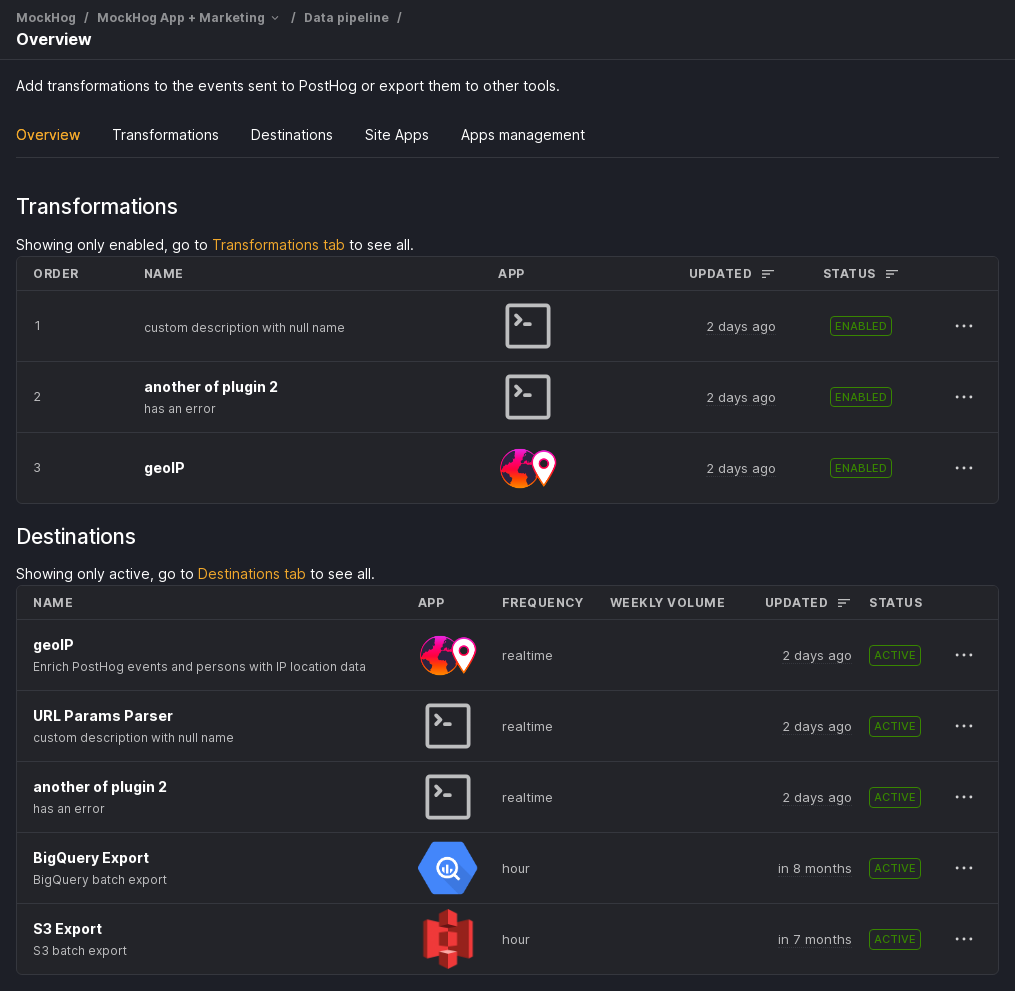 MockHog / MockHog App + Marketing / Data pipeline /
Overview
Add transformations to the events sent to PostHog or export them to other tools.
Overview Transformations Destinations Site Apps Apps management
Transformations
Showing only enabled, go to Transformations tab to see all.
ORDER NAME APP UPDATED STATUS
1 custom description with null name 2 days ago ENABLED
another of plugin 2
2 2 days ago ENABLED
has an error
3 geoIP 2 days ago ENABLED
Destinations
Showing only active, go to Destinations tab to see all.
NAME APP FREQUENCY WEEKLY VOLUME UPDATED STATUS
geoIP
realtime 2 days ago ACTIVE
Enrich PostHog events and persons with IP location data
URL Params Parser
realtime 2 days ago ACTIVE
custom description with null name
another of plugin 2
realtime 2 days ago ACTIVE
has an error
BigQuery Export
hour in 8 months ACTIVE
BigQuery batch export
S3 Export
hour in 7 months ACTIVE
S3 batch export